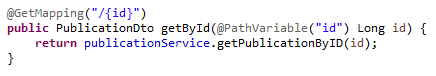 @GetMapping("/{id}")
public PublicationDto getById(@PathVariable("id") Long id) {
    return publicationService.getPublicationByID(id);
}